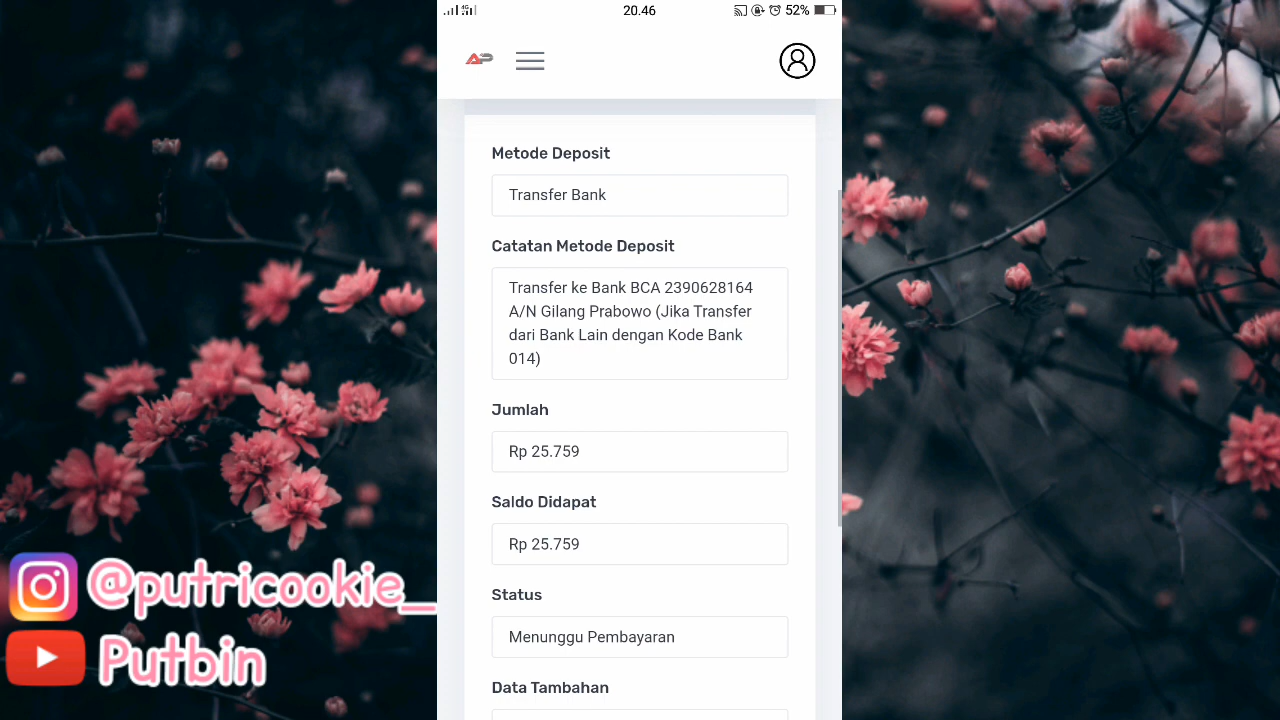 20.46
52%
AP
Metode Deposit
Transfer Bank
Catatan Metode Deposit
Transfer ke Bank BCA 2390628164
A/N Gilang Prabowo (Jika Transfer
dari Bank Lain dengan Kode Bank
014)
Jumlah
Rp 25.759
Saldo Didapat
Rp 25.759
Status
Menunggu Pembayaran
Data Tambahan
@putricookie_
Putbin